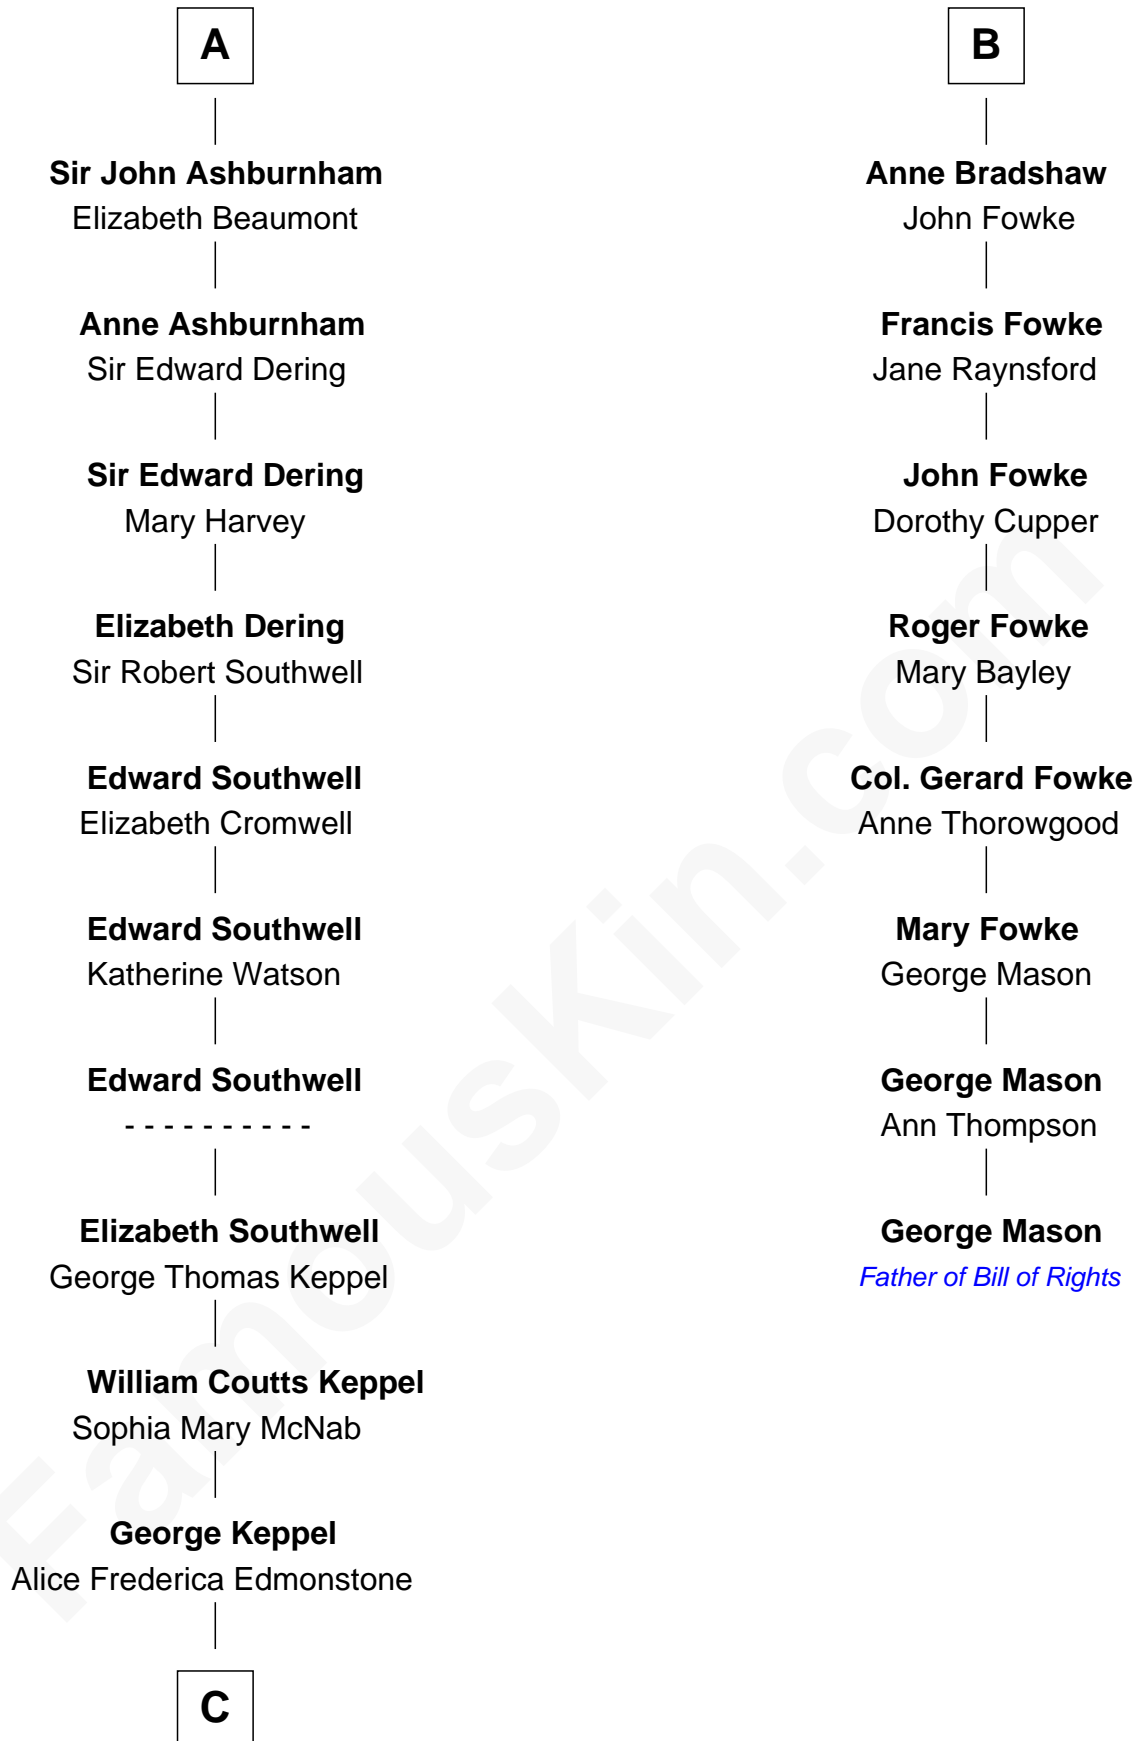 A
Sir John Ashburnham
Elizabeth Beaumont
Anne Ashburnham
Sir Edward Dering
Sir Edward Dering
Mary Harvey
Elizabeth Dering
Sir Robert Southwell
Edward Southwell
Elizabeth Cromwell
Edward Southwell
Katherine Watson
Edward Southwell
- - - - - - - - - -
Elizabeth Southwell
George Thomas Keppel
William Coutts Keppel
Sophia Mary McNab
George Keppel
Alice Frederica Edmonstone
C
B
Anne Bradshaw
John Fowke
Francis Fowke
Jane Raynsford
John Fowke
Dorothy Cupper
Roger Fowke
Mary Bayley
Col. Gerard Fowke
Anne Thorowgood
Mary Fowke
George Mason
George Mason
Ann Thompson
George Mason
Father of Bill of Rights
FamousKin.com